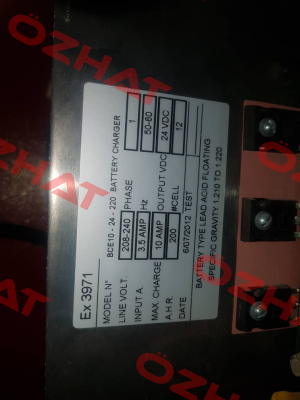 Ex 3971
MODEL N° BCE10 - 24 - 220 BATTERY CHARGER
LINE VOLT. 208-240 PHASE 1
INPUT A. 3.5 AMP Hz 50-60
MAX. CHARGE 10 AMP OUTPUT VDC 24 VDC
A.H.R. 200 #CELL 12
DATE 6/07/2012 TEST
BATTERY TYPE LEAD ACID FLOATING
SPECIFIC GRAVITY 1.210 TO 1.220
OZHAT
OZHAT
OZHAT
OZHAT